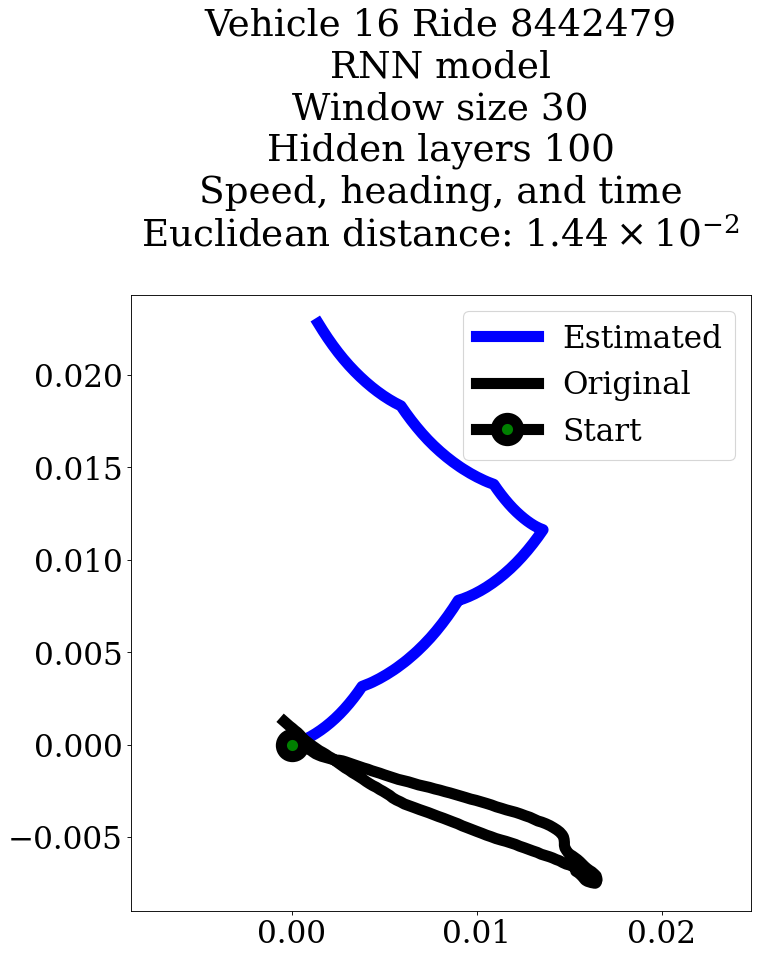 Vehicle 16 Ride 8442479
RNN model
Window size 30
Hidden layers 100
Speed, heading, and time
Euclidean distance: 1.44 × 10⁻²
Estimated
Original
Start
0.020
0.015
0.010
0.005
0.000
−0.005
0.00 0.01 0.02